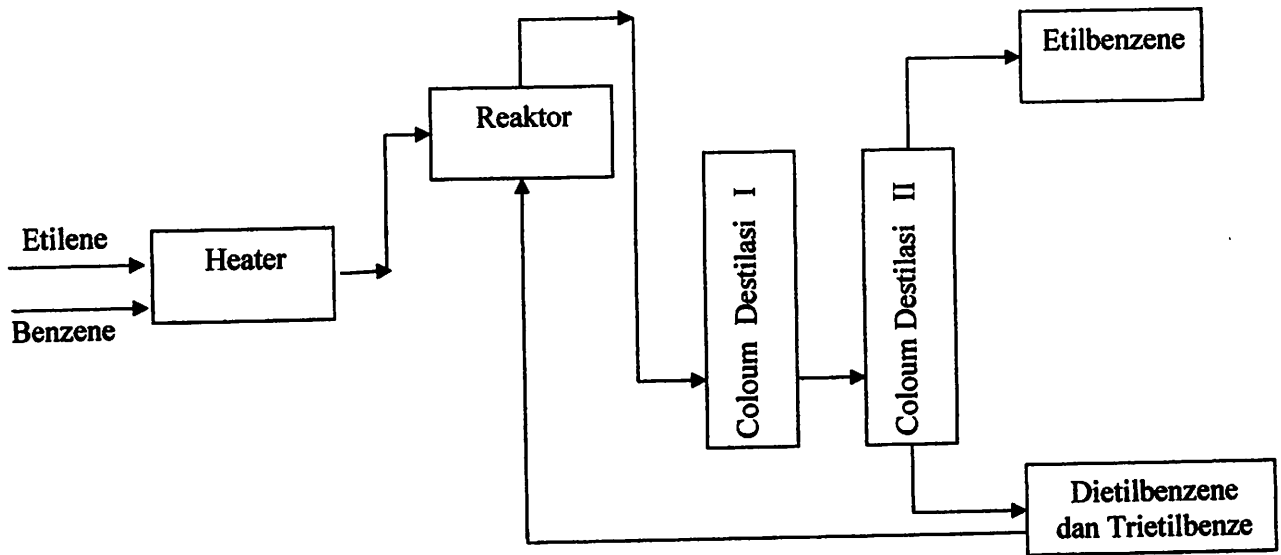 Etilene
Benzene
Heater
Reaktor
Coloum Destilasi I
Coloum Destilasi II
Etilbenzene
Dietilbenzene
dan Trietilbenze